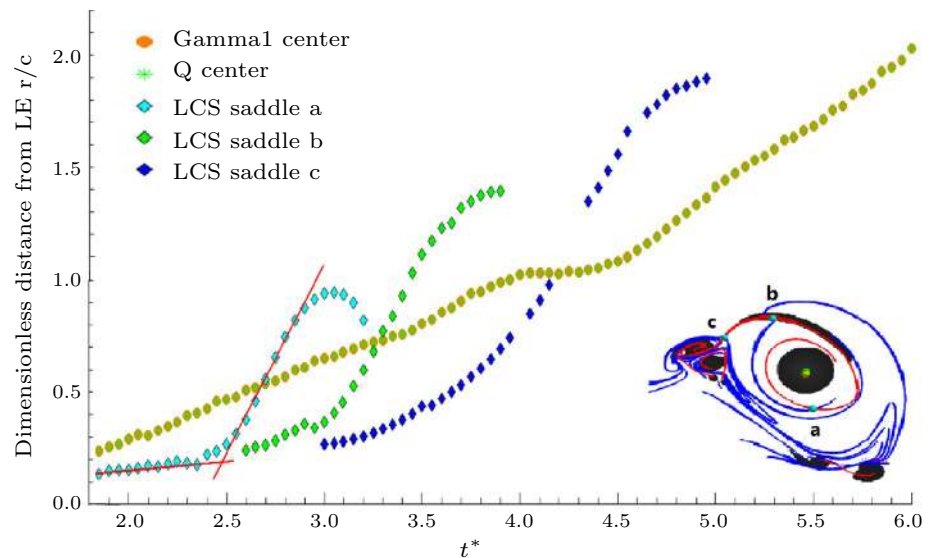 Dimensionless distance from LE r/c
2.0
1.5
1.0
0.5
0.0
Gamma1 center
Q center
LCS saddle a
LCS saddle b
LCS saddle c
b
c
a
2.0 2.5 3.0 3.5 4.0 4.5 5.0 5.5 6.0
t*